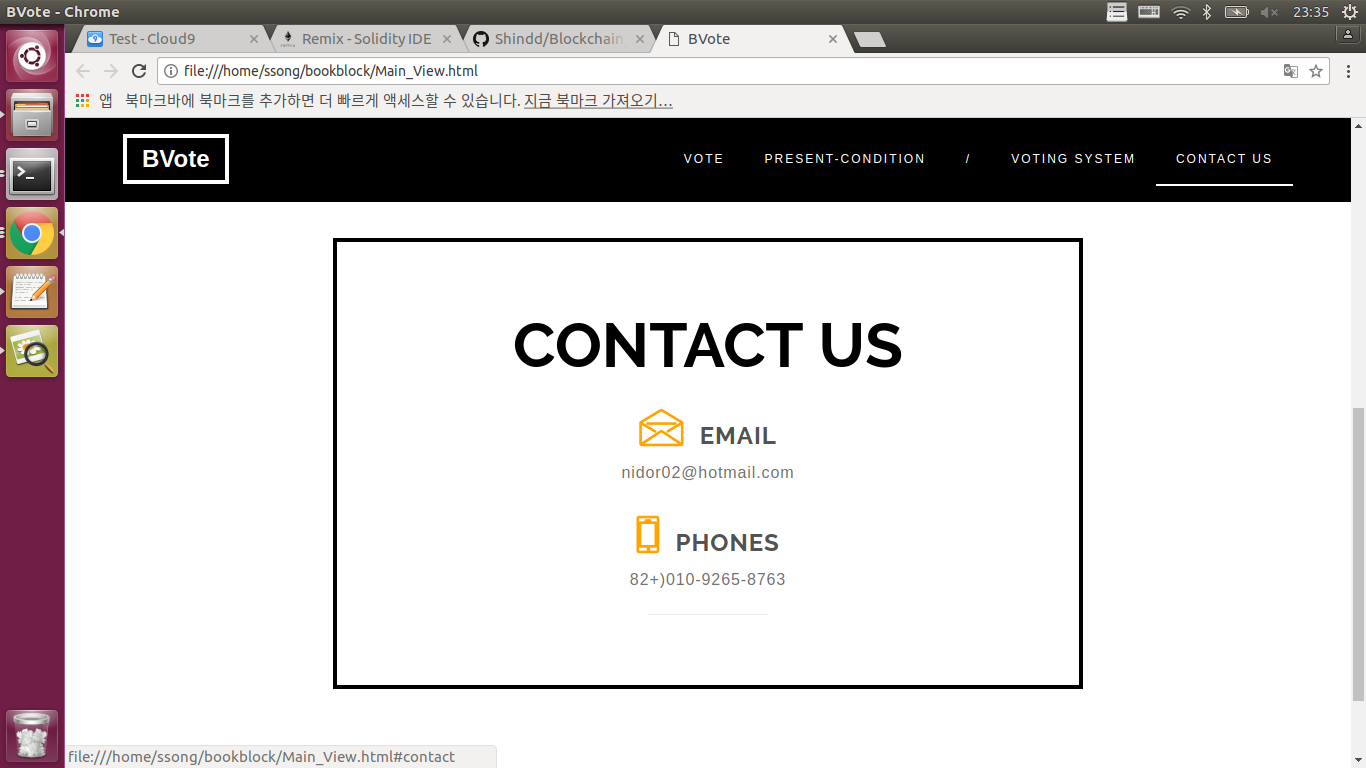 BVote - Chrome
23:35
Test - Cloud9
Remix - Solidity IDE
Shindd/Blockchain
BVote
file:///home/ssong/bookblock/Main_View.html
앱 북마크바에 북마크를 추가하면 더 빠르게 액세스할 수 있습니다. 지금 북마크 가져오기...
BVote
VOTE PRESENT-CONDITION / VOTING SYSTEM CONTACT US
CONTACT US
EMAIL
nidor02@hotmail.com
PHONES
82+)010-9265-8763
file:///home/ssong/bookblock/Main_View.html#contact